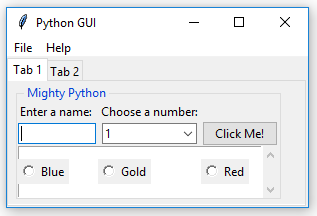 Python GUI
File Help
Tab 1 Tab 2
Mighty Python
Enter a name: Choose a number:
1 Click Me!
Blue Gold Red